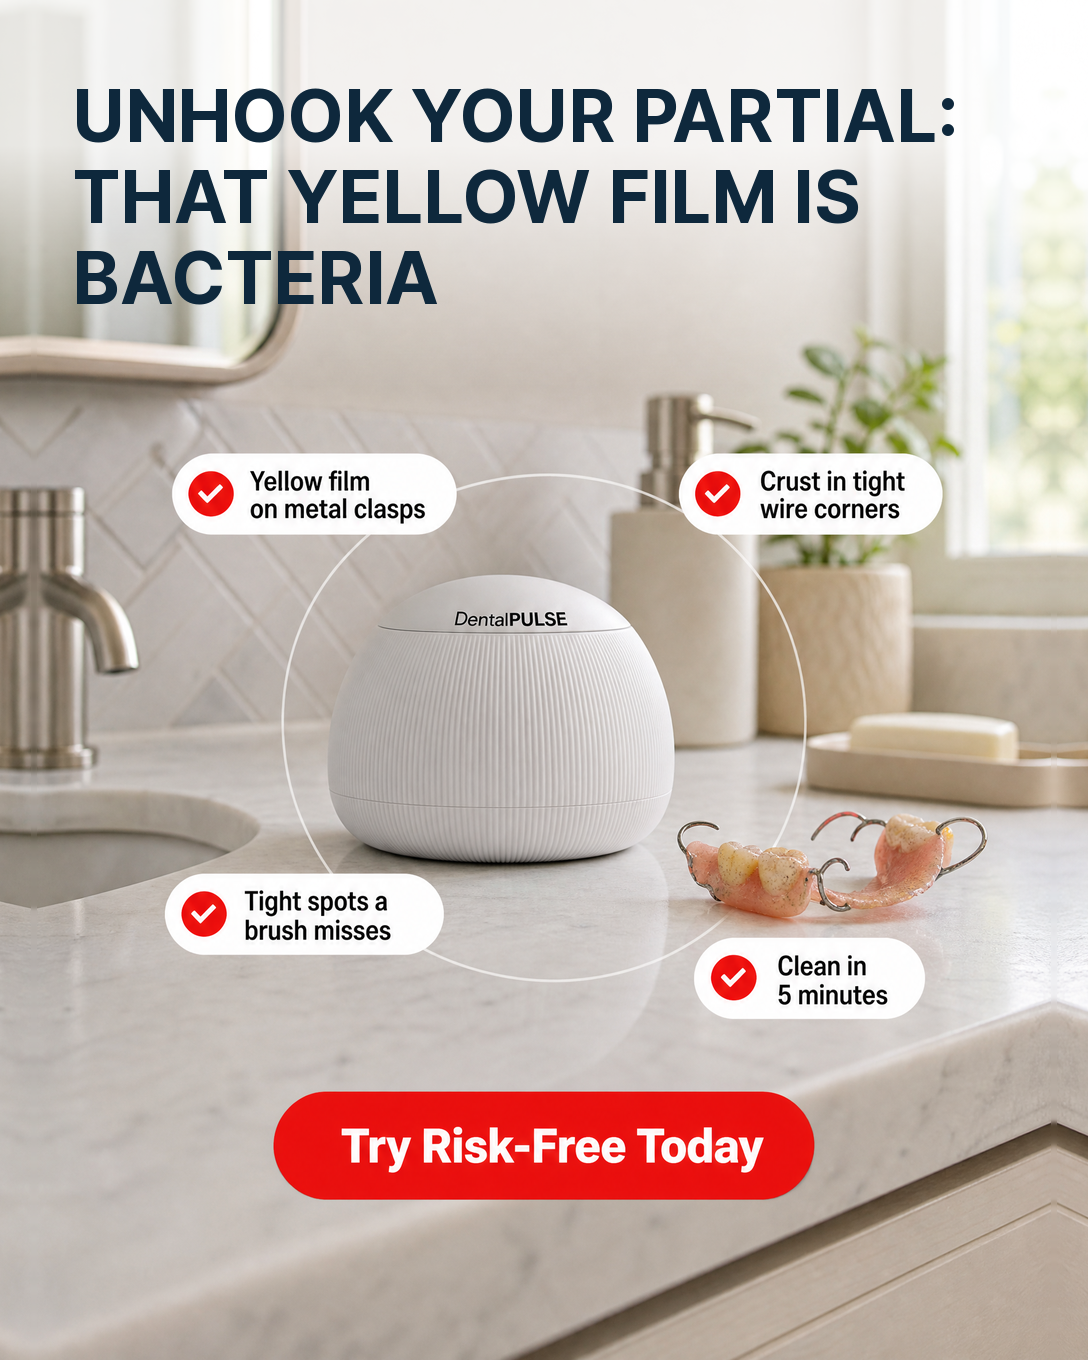 UNHOOK YOUR PARTIAL:
THAT YELLOW FILM IS
BACTERIA
Yellow film
on metal clasps
Crust in tight
wire corners
DentalPULSE
Tight spots a
brush misses
Clean in
5 minutes
Try Risk-Free Today